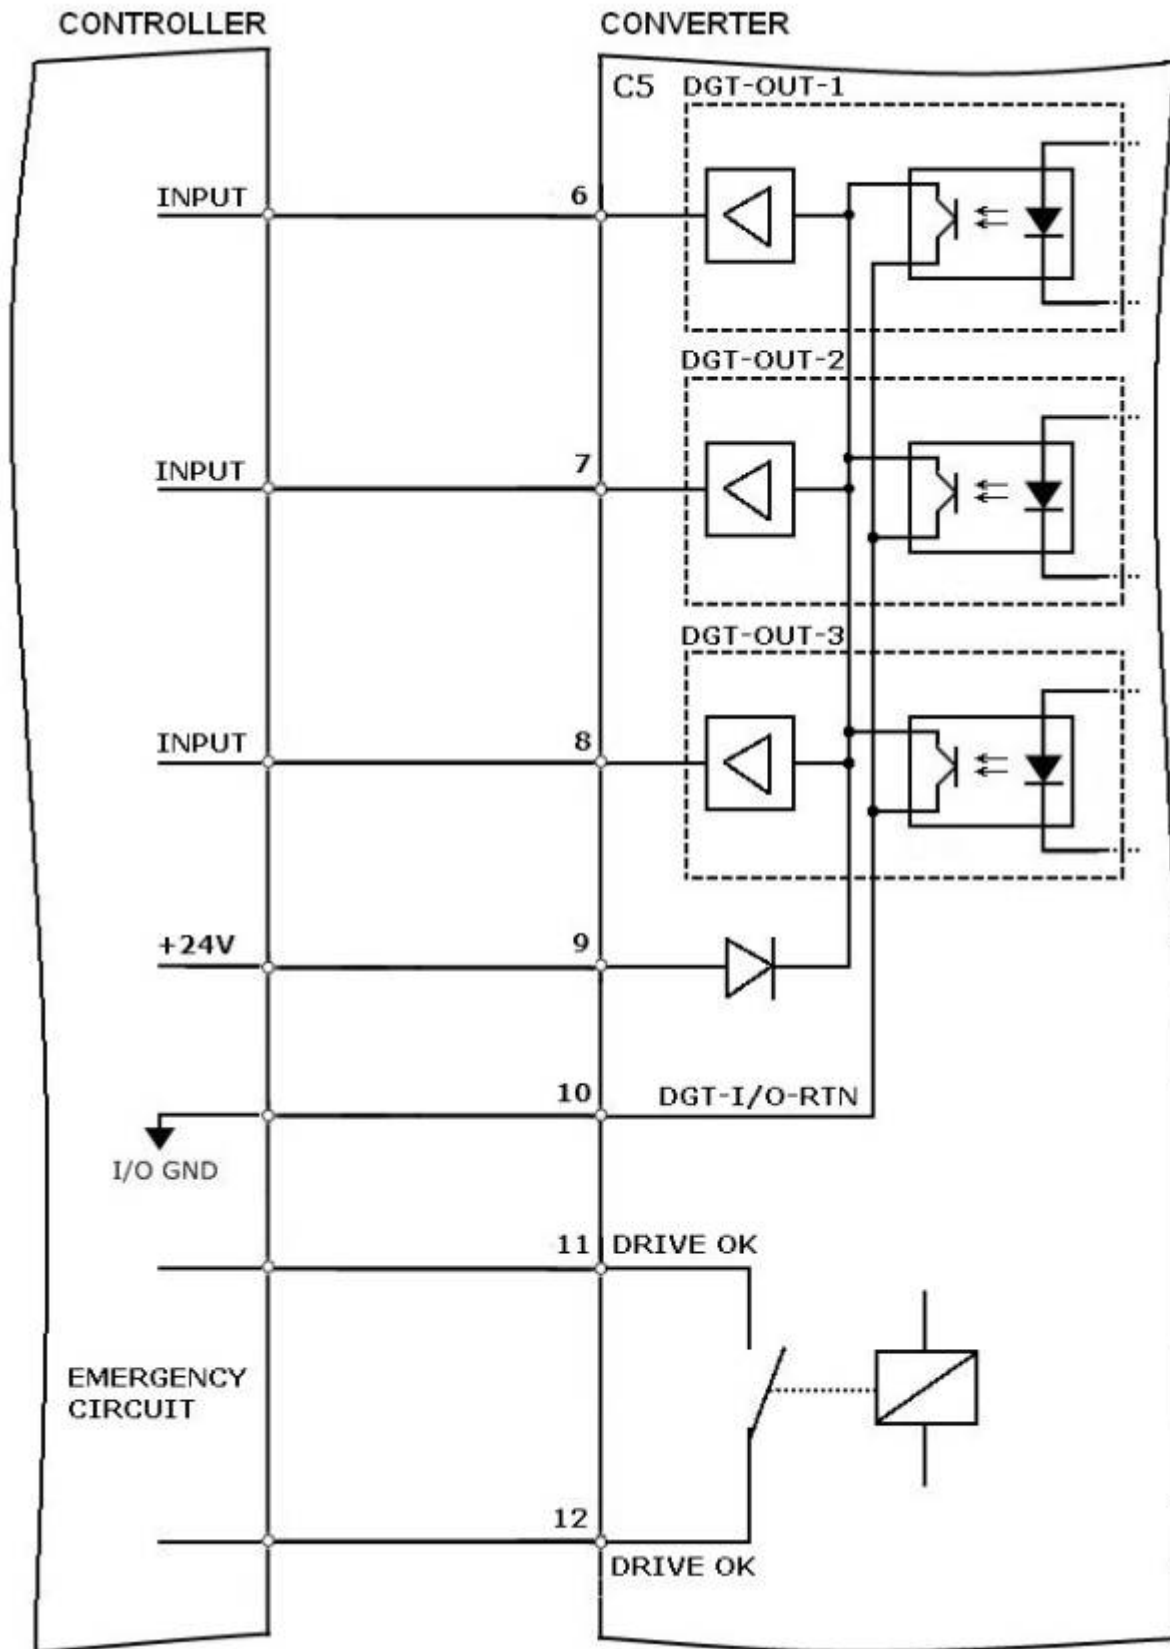 CONTROLLER
CONVERTER
C5 DGT-OUT-1
INPUT
6
DGT-OUT-2
INPUT
7
DGT-OUT-3
INPUT
8
+24V
9
10
DGT-I/O-RTN
I/O GND
11 DRIVE OK
EMERGENCY
CIRCUIT
12
DRIVE OK